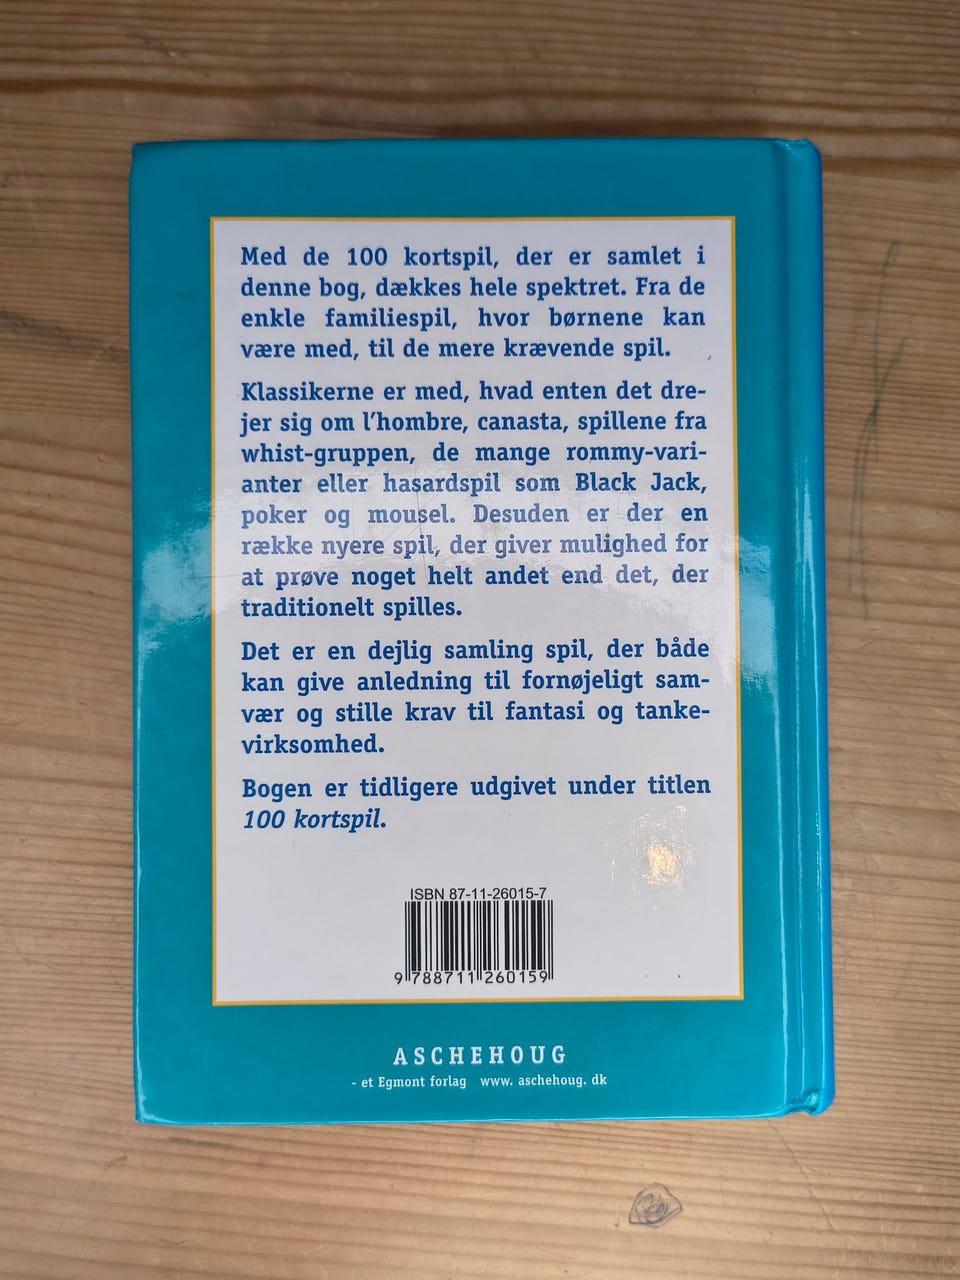 Med de 100 kortspil, der er samlet i
denne bog, dækkes hele spektret. Fra de
enkle familiespil, hvor børnene kan
være med, til de mere krævende spil.
Klassikerne er med, hvad enten det dre-
jer sig om l'hombre, canasta, spillene fra
whist-gruppen, de mange rommy-vari-
anter eller hasardspil som Black Jack,
poker og mousel. Desuden er der en
række nyere spil, der giver mulighed for
at prøve noget helt andet end det, der
traditionelt spilles.
Det er en dejlig samling spil, der både
kan give anledning til fornøjeligt sam-
vær og stille krav til fantasi og tanke-
virksomhed.
Bogen er tidligere udgivet under titlen
100 kortspil.
ISBN 87-11-26015-7
9 788711 260159
ASCHEHOUG
- et Egmont forlag www. aschehoug. dk